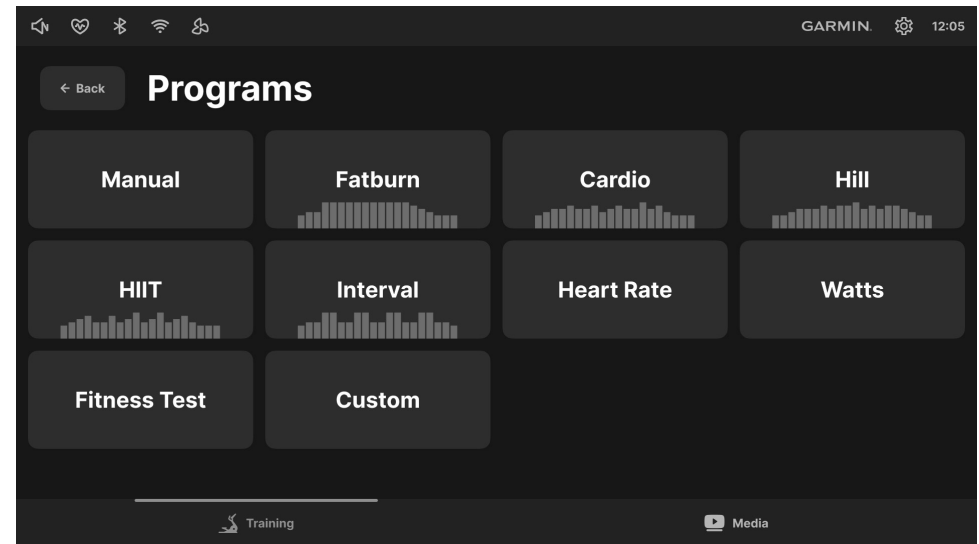 GARMIN. 12:05
← Back Programs
Manual Fatburn Cardio Hill
HIIT Interval Heart Rate Watts
Fitness Test Custom
Training Media